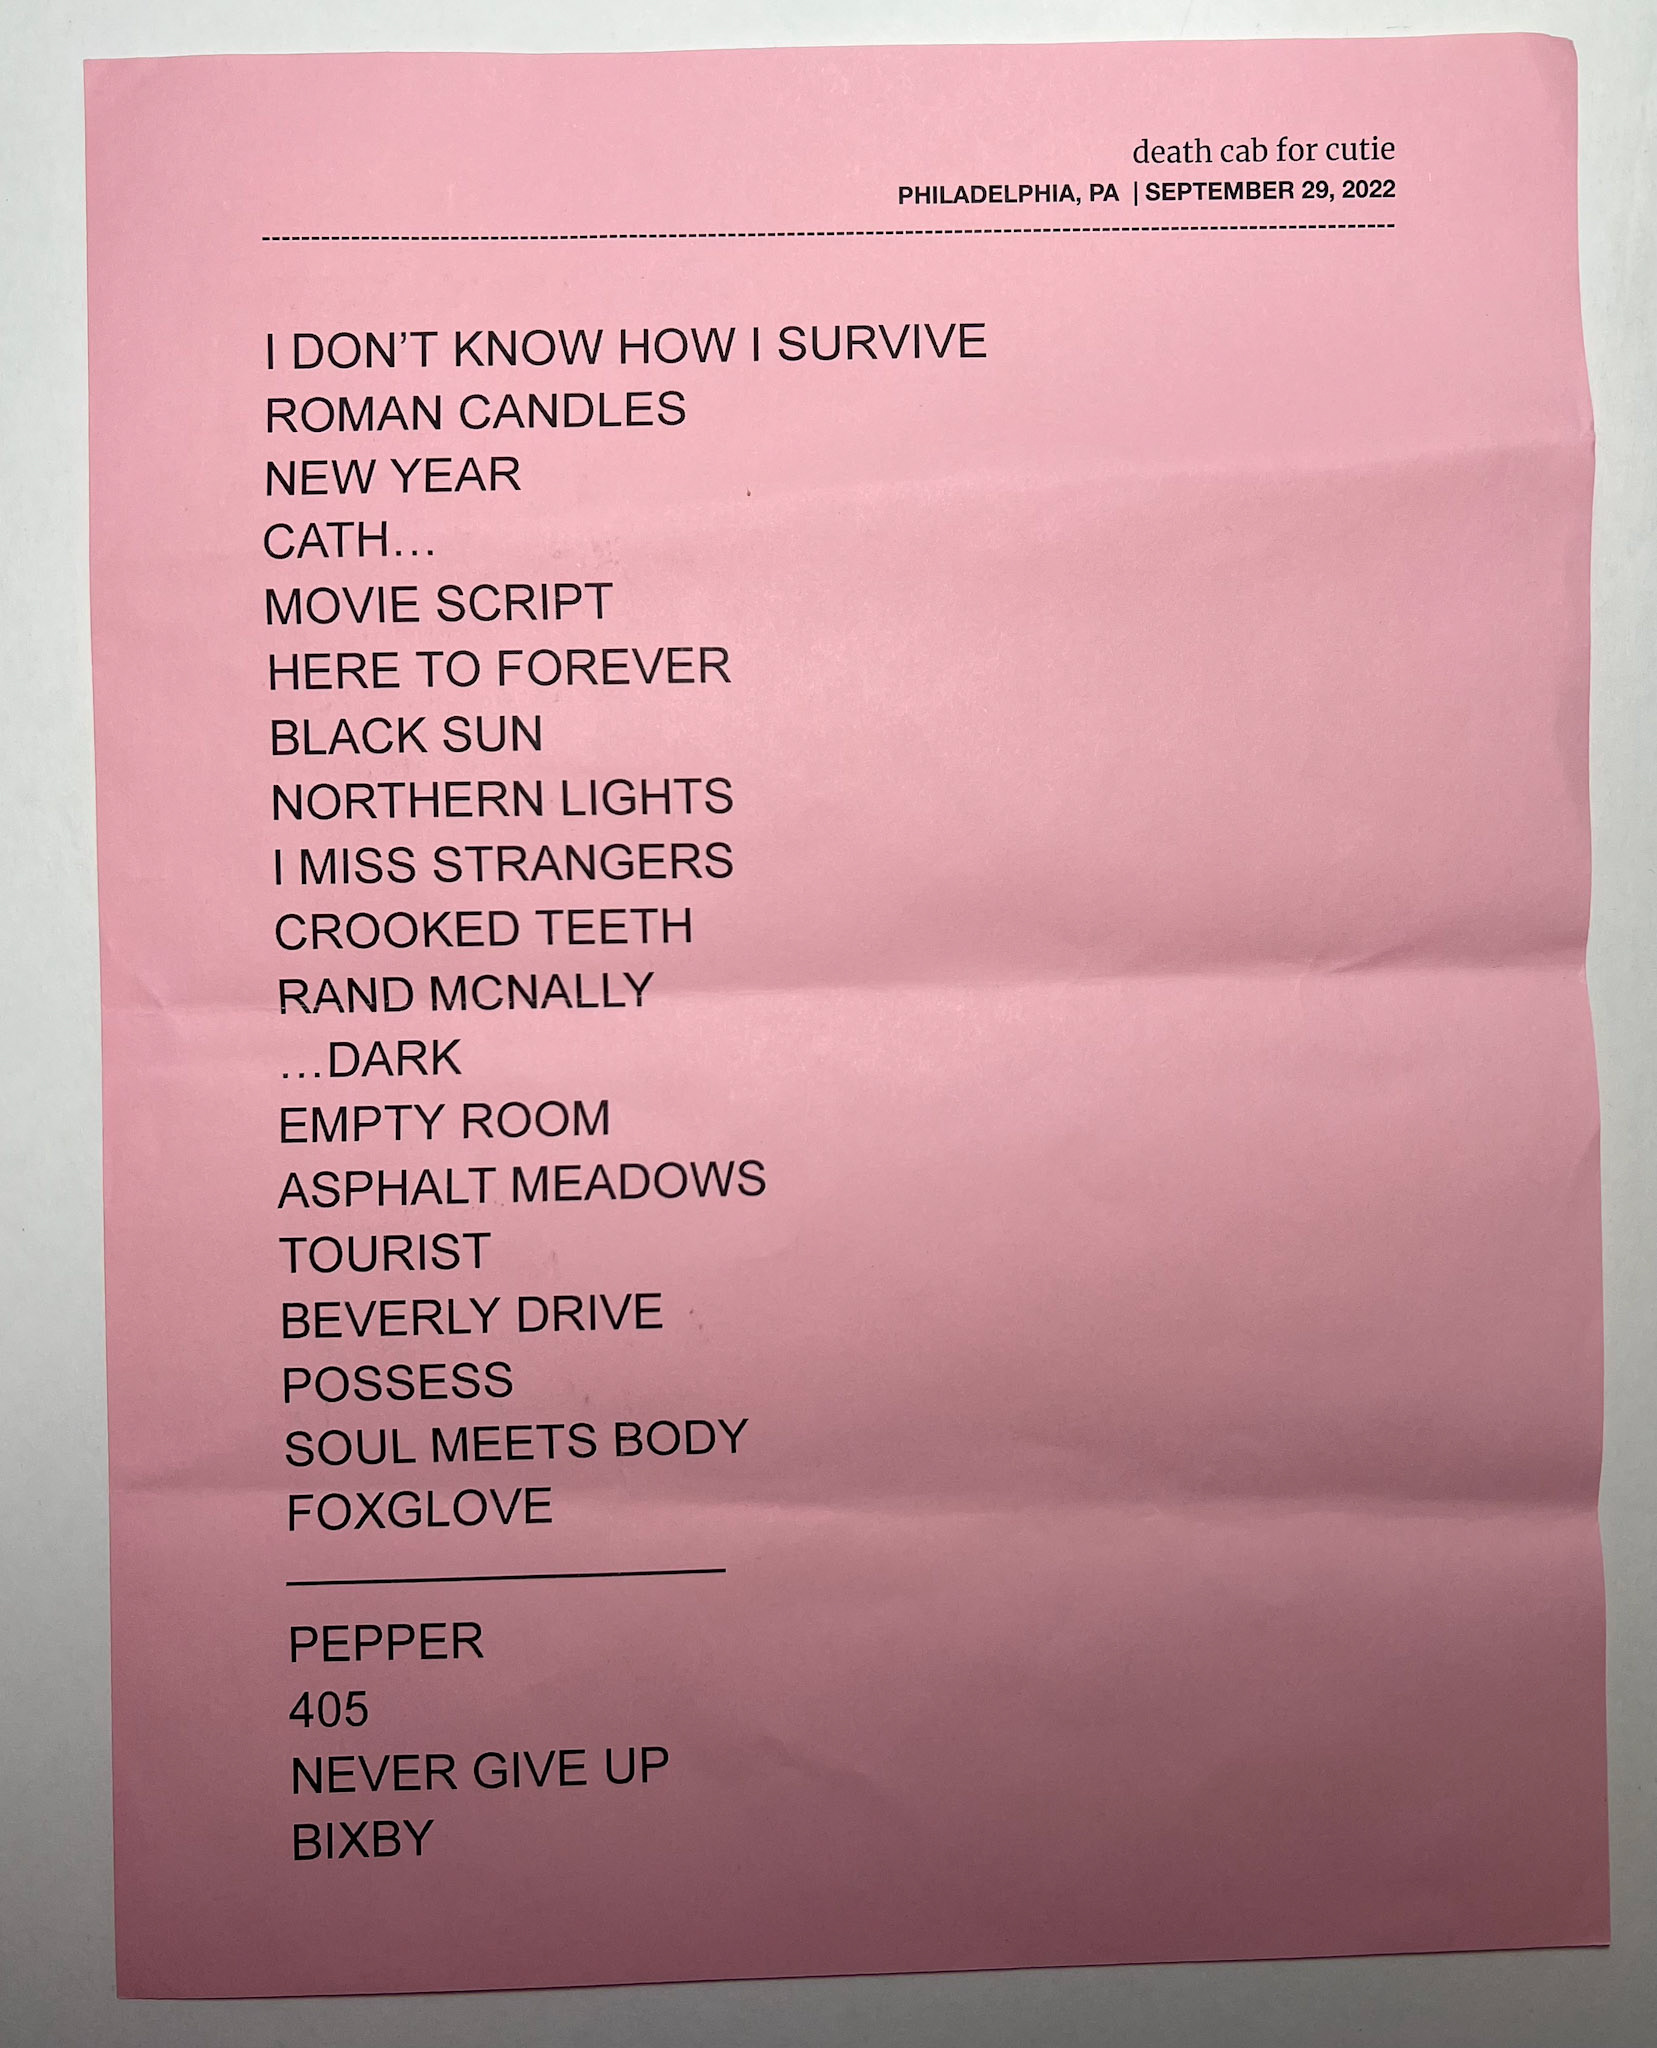 death cab for cutie
PHILADELPHIA, PA | SEPTEMBER 29, 2022
I DON'T KNOW HOW I SURVIVE
ROMAN CANDLES
NEW YEAR
CATH...
MOVIE SCRIPT
HERE TO FOREVER
BLACK SUN
NORTHERN LIGHTS
I MISS STRANGERS
CROOKED TEETH
RAND MCNALLY
...DARK
EMPTY ROOM
ASPHALT MEADOWS
TOURIST
BEVERLY DRIVE
POSSESS
SOUL MEETS BODY
FOXGLOVE
PEPPER
405
NEVER GIVE UP
BIXBY